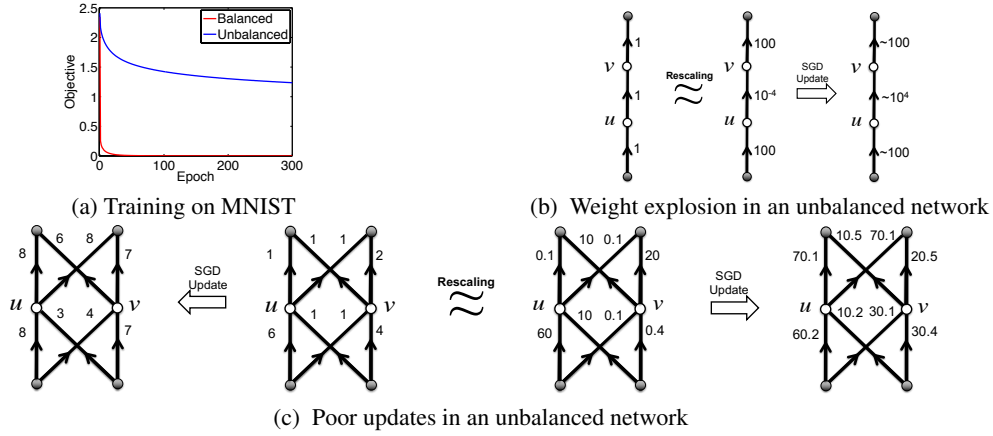 2.5
2
1.5
1
0.5
0
0 100 200 300
Objective
Epoch
Balanced
Unbalanced
(a) Training on MNIST
1
v
1
u
1
Rescaling
≈
100
v
10⁻⁴
u
100
SGD
Update
~100
v
~10⁴
u
~100
(b) Weight explosion in an unbalanced network
6 8
8 7
u v
3 4
8 7
SGD
Update
1 1
1 2
u v
1 1
6 4
Rescaling
≈
10 0.1
0.1 20
u v
10 0.1
60 0.4
SGD
Update
10.5 70.1
70.1 20.5
u v
10.2 30.1
60.2 30.4
(c) Poor updates in an unbalanced network